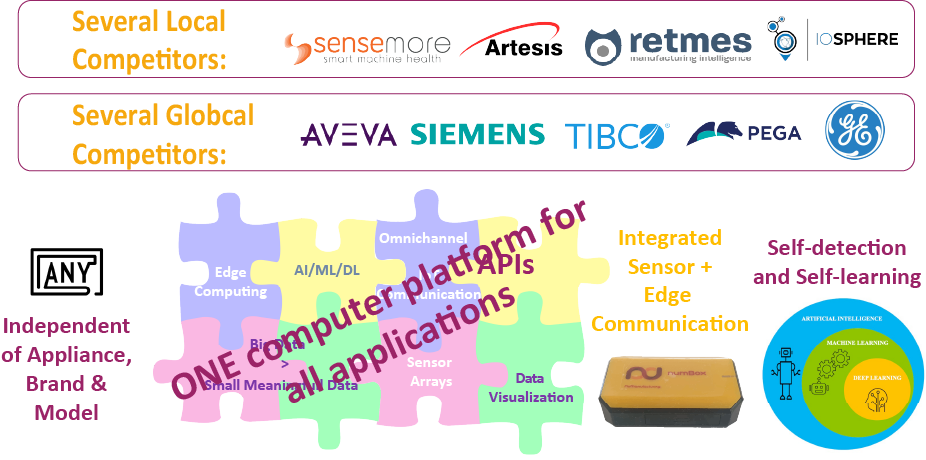 Several Local
Competitors:
sensemore
smart machine health
Artesis
retmes
manufacturing intelligence
IOSPHERE
Several Globcal
Competitors:
AVEVA
SIEMENS
TIBCO
PEGA
GE
ANY
Independent
of Appliance,
Brand &
Model
Edge
Computing
AI/ML/DL
Omnichannel
APIs
Big Data
>
Small Meaningful Data
Sensor
Arrays
Data
Visualization
ONE computer platform for
all applications
Integrated
Sensor +
Edge
Communication
numBox
Self-detection
and Self-learning
ARTIFICIAL INTELLIGENCE
MACHINE LEARNING
DEEP LEARNING